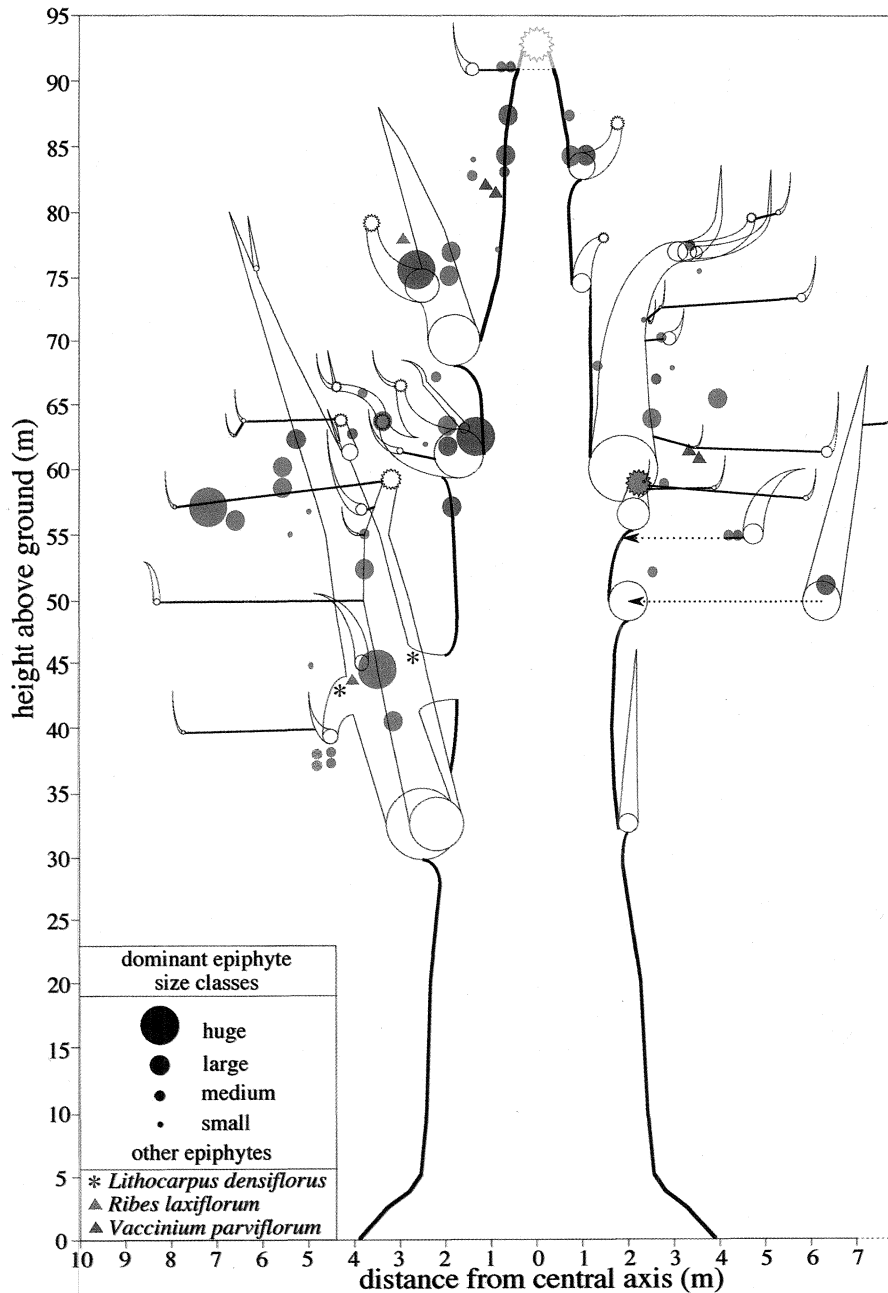 95
90
85
80
75
70
65
60
55
50
45
40
35
30
25
20
15
10
5
0
height above ground (m)
dominant epiphyte
size classes
huge
large
medium
small
other epiphytes
* Lithocarpus densiflorus
Ribes laxiflorum
Vaccinium parviflorum
10 9 8 7 6 5 4 3 2 1 0 1 2 3 4 5 6 7
distance from central axis (m)